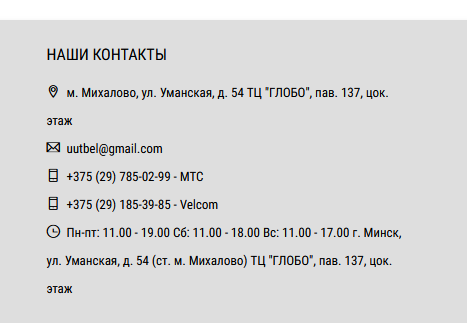 НАШИ КОНТАКТЫ
м. Михалово, ул. Уманская, д. 54 ТЦ "ГЛОБО", пав. 137, цок.
этаж
uutbel@gmail.com
+375 (29) 785-02-99 - МТС
+375 (29) 185-39-85 - Velcom
Пн-пт: 11.00 - 19.00 Сб: 11.00 - 18.00 Вс: 11.00 - 17.00 г. Минск,
ул. Уманская, д. 54 (ст. м. Михалово) ТЦ "ГЛОБО", пав. 137, цок.
этаж